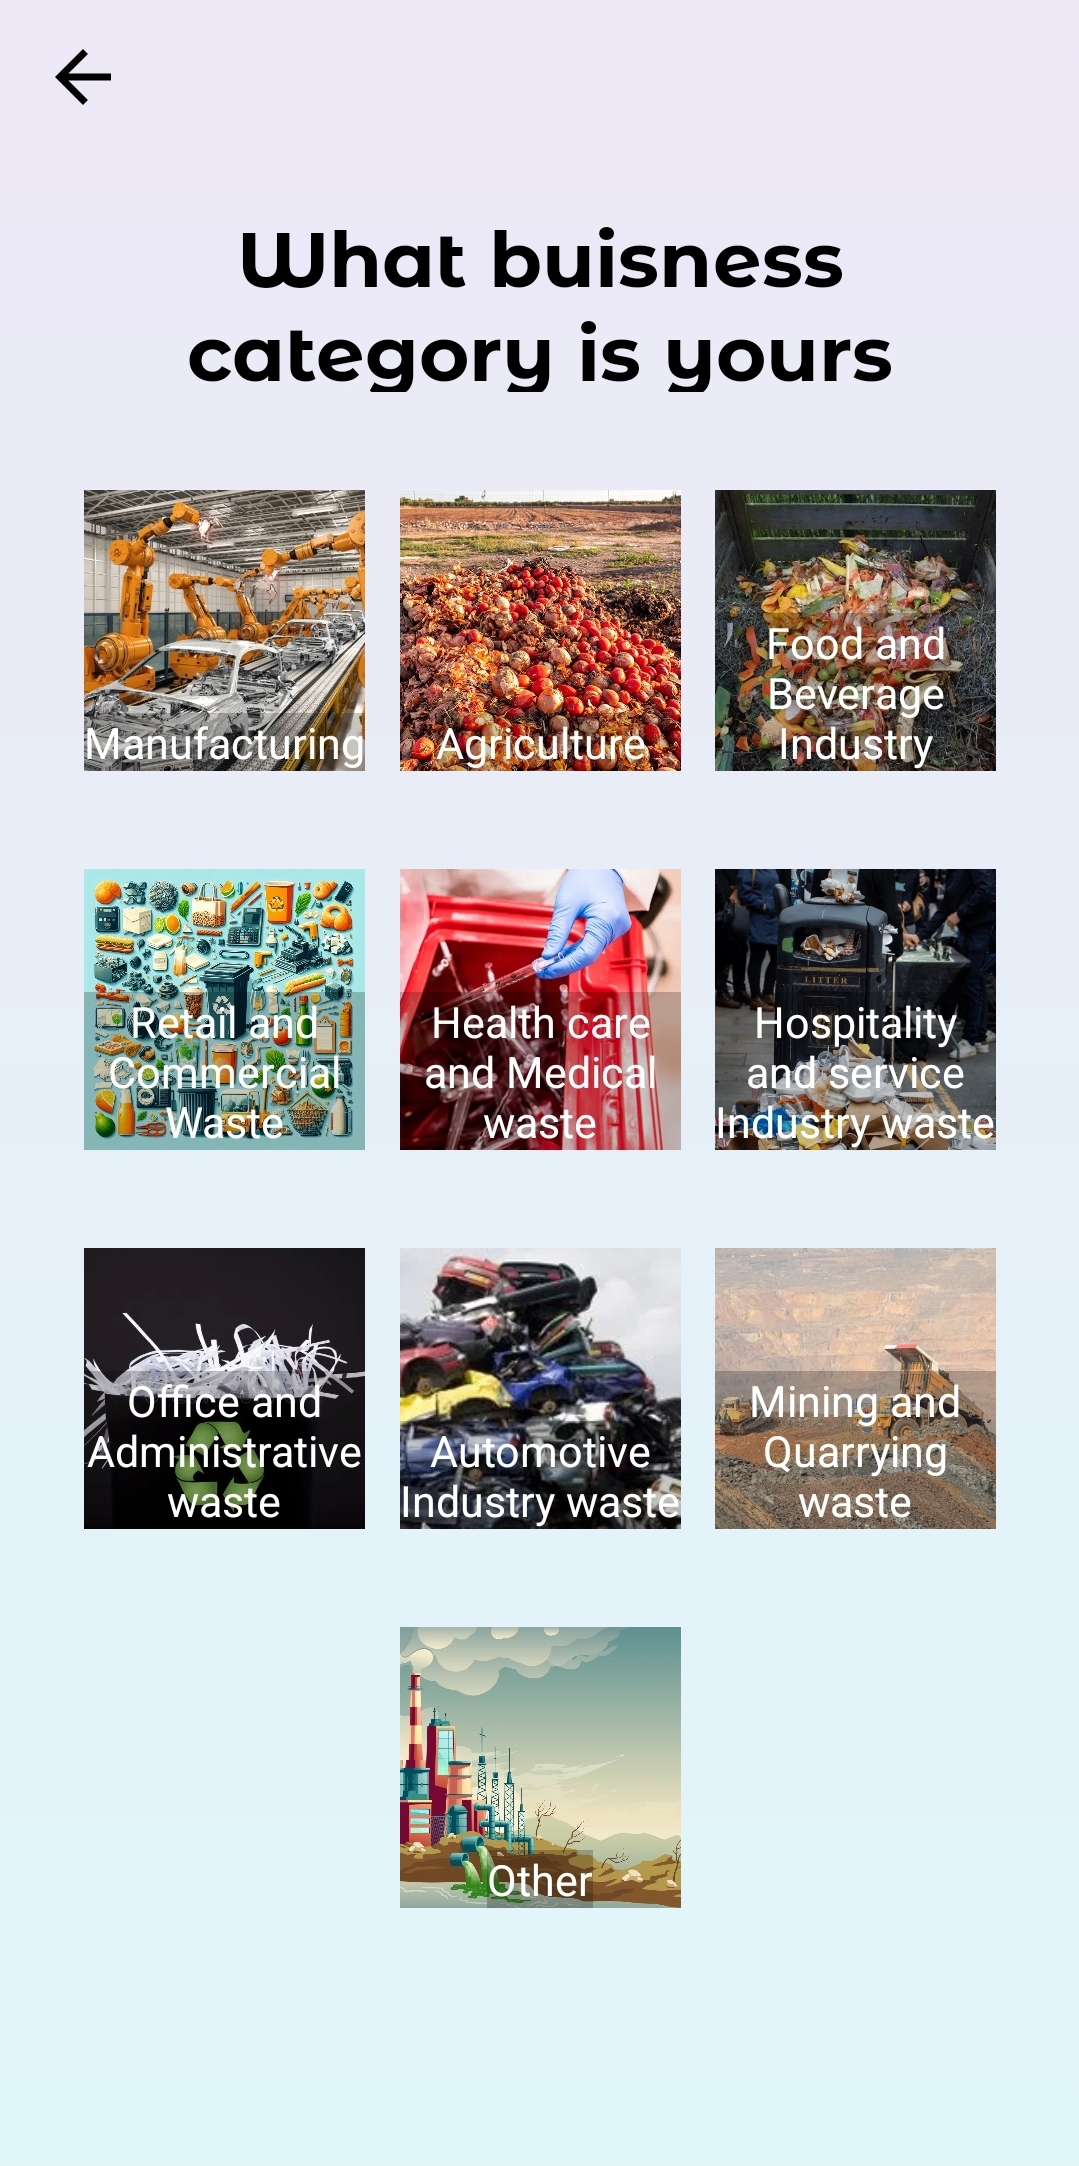 What buisness
category is yours
Manufacturing
Agriculture
Food and
Beverage
Industry
Retail and
Commercial
Waste
Health care
and Medical
waste
LITTER
Hospitality
and service
Industry waste
Office and
Administrative
waste
Automotive
Industry waste
Mining and
Quarrying
waste
Other